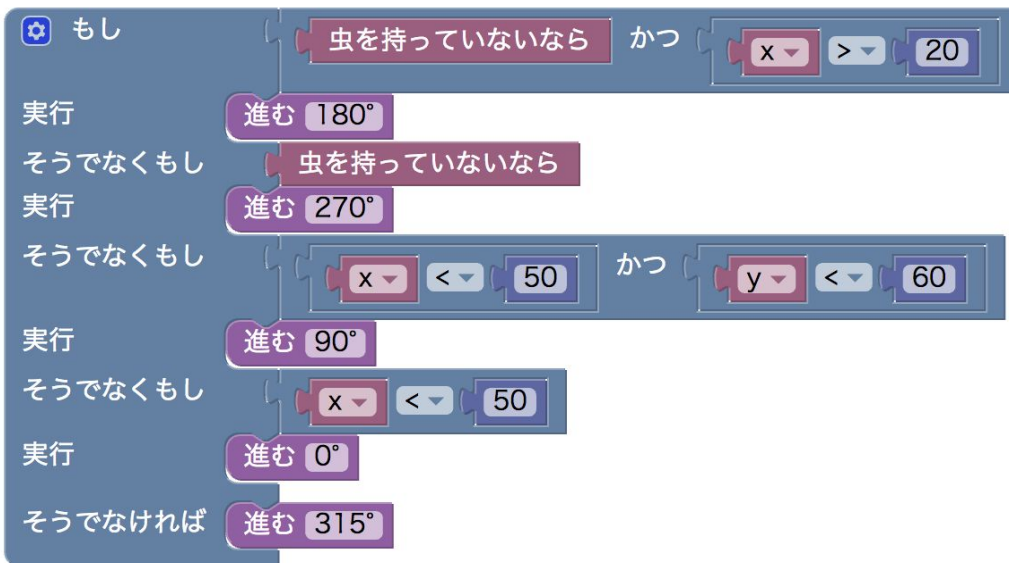 もし 虫を持っていないなら かつ x > 20
実行 進む 180°
そうでなくもし 虫を持っていないなら
実行 進む 270°
そうでなくもし x < 50 かつ y < 60
実行 進む 90°
そうでなくもし x < 50
実行 進む 0°
そうでなければ 進む 315°